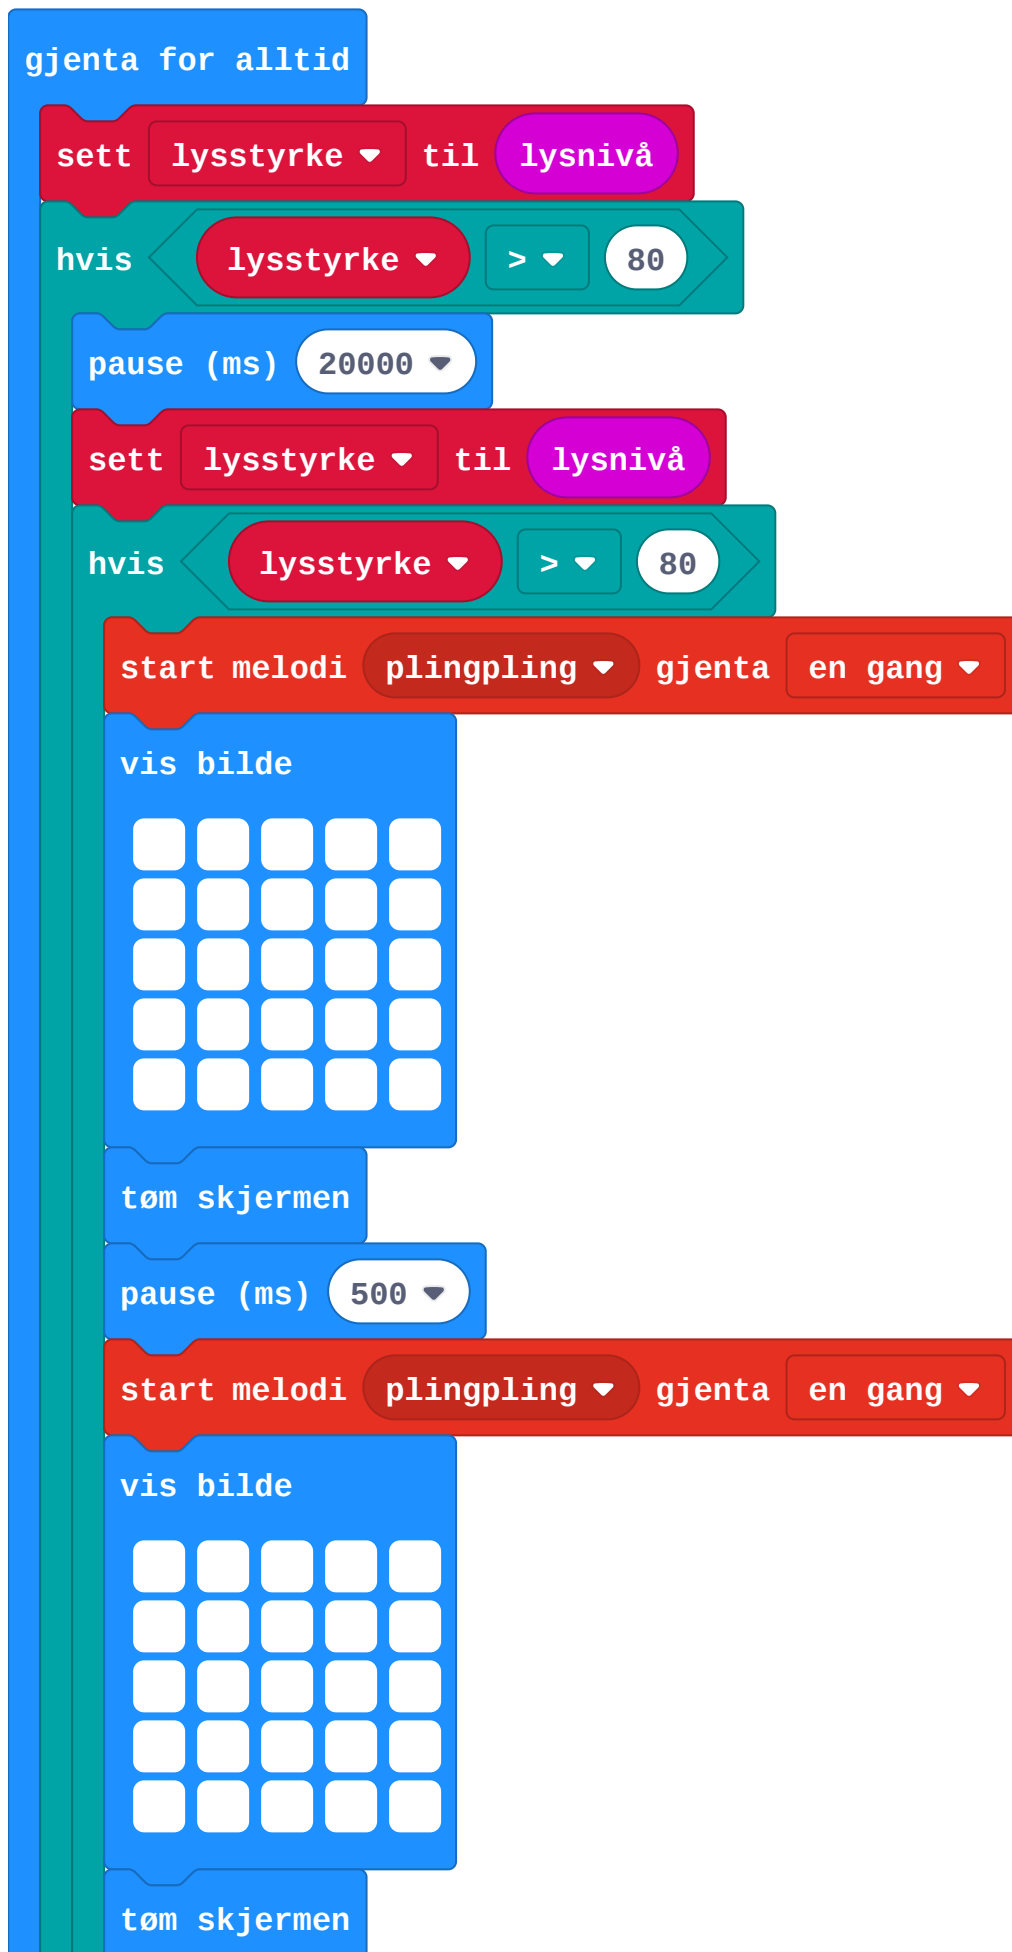 gjenta for alltid
sett lysstyrke til lysnivå
hvis lysstyrke > 80
pause (ms) 20000
sett lysstyrke til lysnivå
hvis lysstyrke > 80
start melodi plingpling gjenta en gang
vis bilde
tøm skjermen
pause (ms) 500
start melodi plingpling gjenta en gang
vis bilde
tøm skjermen